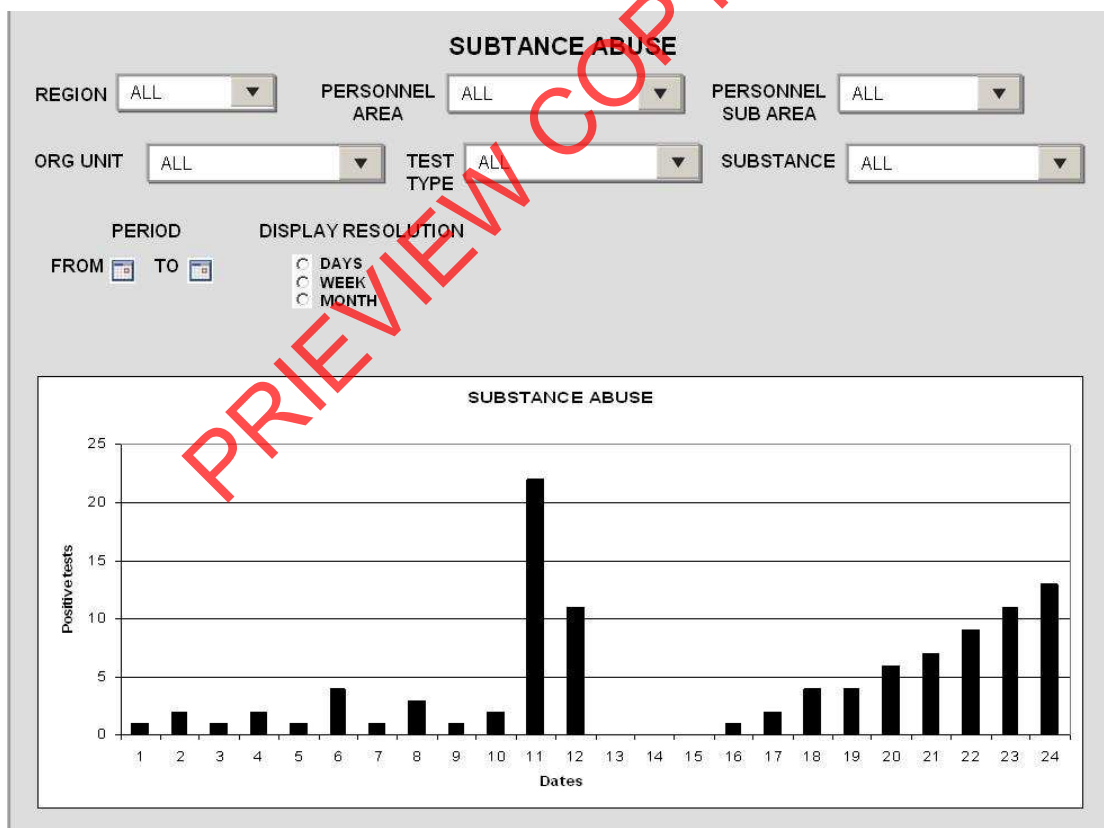 SUBTANCE ABUSE
REGION ALL PERSONNEL AREA ALL PERSONNEL SUB AREA ALL
ORG UNIT ALL TEST TYPE ALL SUBSTANCE ALL
PERIOD DISPLAY RESOLUTION
FROM TO
DAYS
WEEK
MONTH
PRIEVIEW COP
SUBSTANCE ABUSE
25
20
15
10
5
0
Positive tests
1 2 3 4 5 6 7 8 9 10 11 12 13 14 15 16 17 18 19 20 21 22 23 24
Dates